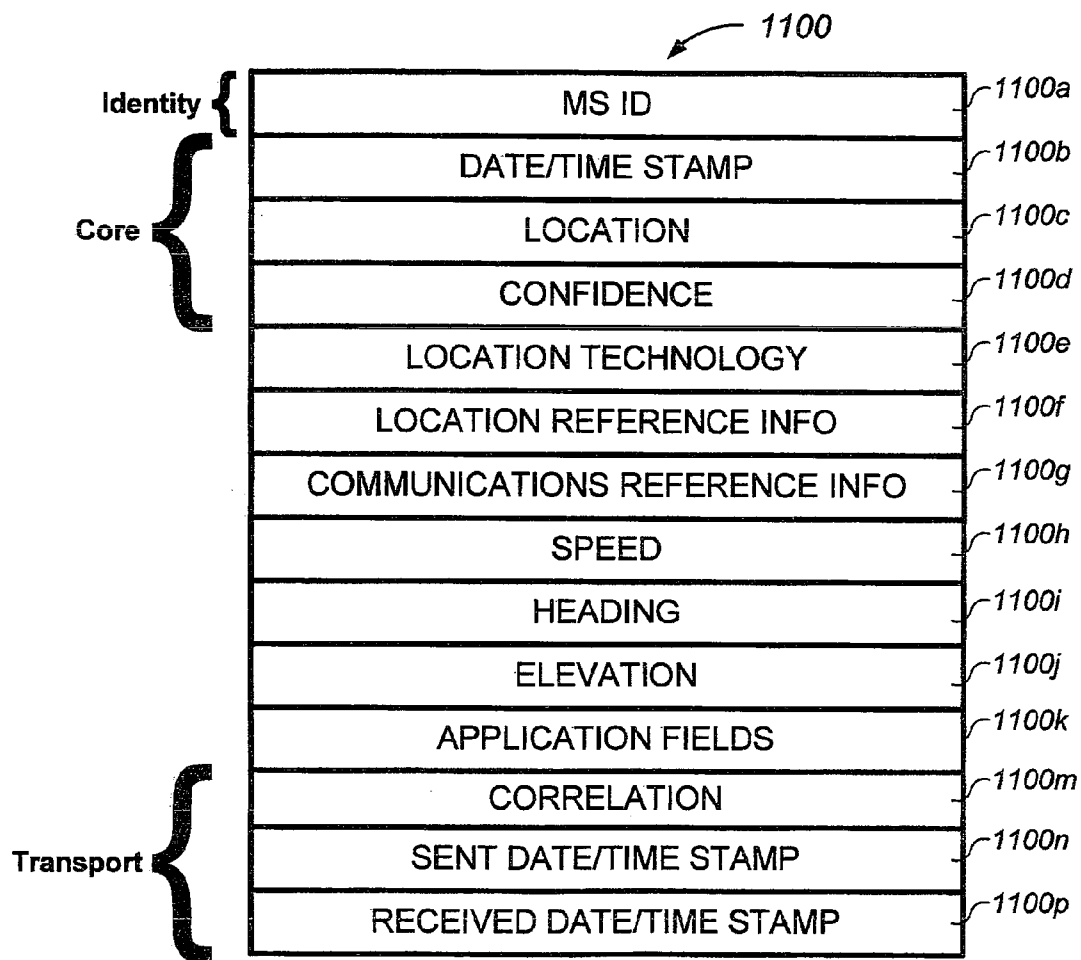 1100
Identity
MS ID
1100a
DATE/TIME STAMP
1100b
Core
LOCATION
1100c
CONFIDENCE
1100d
LOCATION TECHNOLOGY
1100e
LOCATION REFERENCE INFO
1100f
COMMUNICATIONS REFERENCE INFO
1100g
SPEED
1100h
HEADING
1100i
ELEVATION
1100j
APPLICATION FIELDS
1100k
CORRELATION
1100m
Transport
SENT DATE/TIME STAMP
1100n
RECEIVED DATE/TIME STAMP
1100p